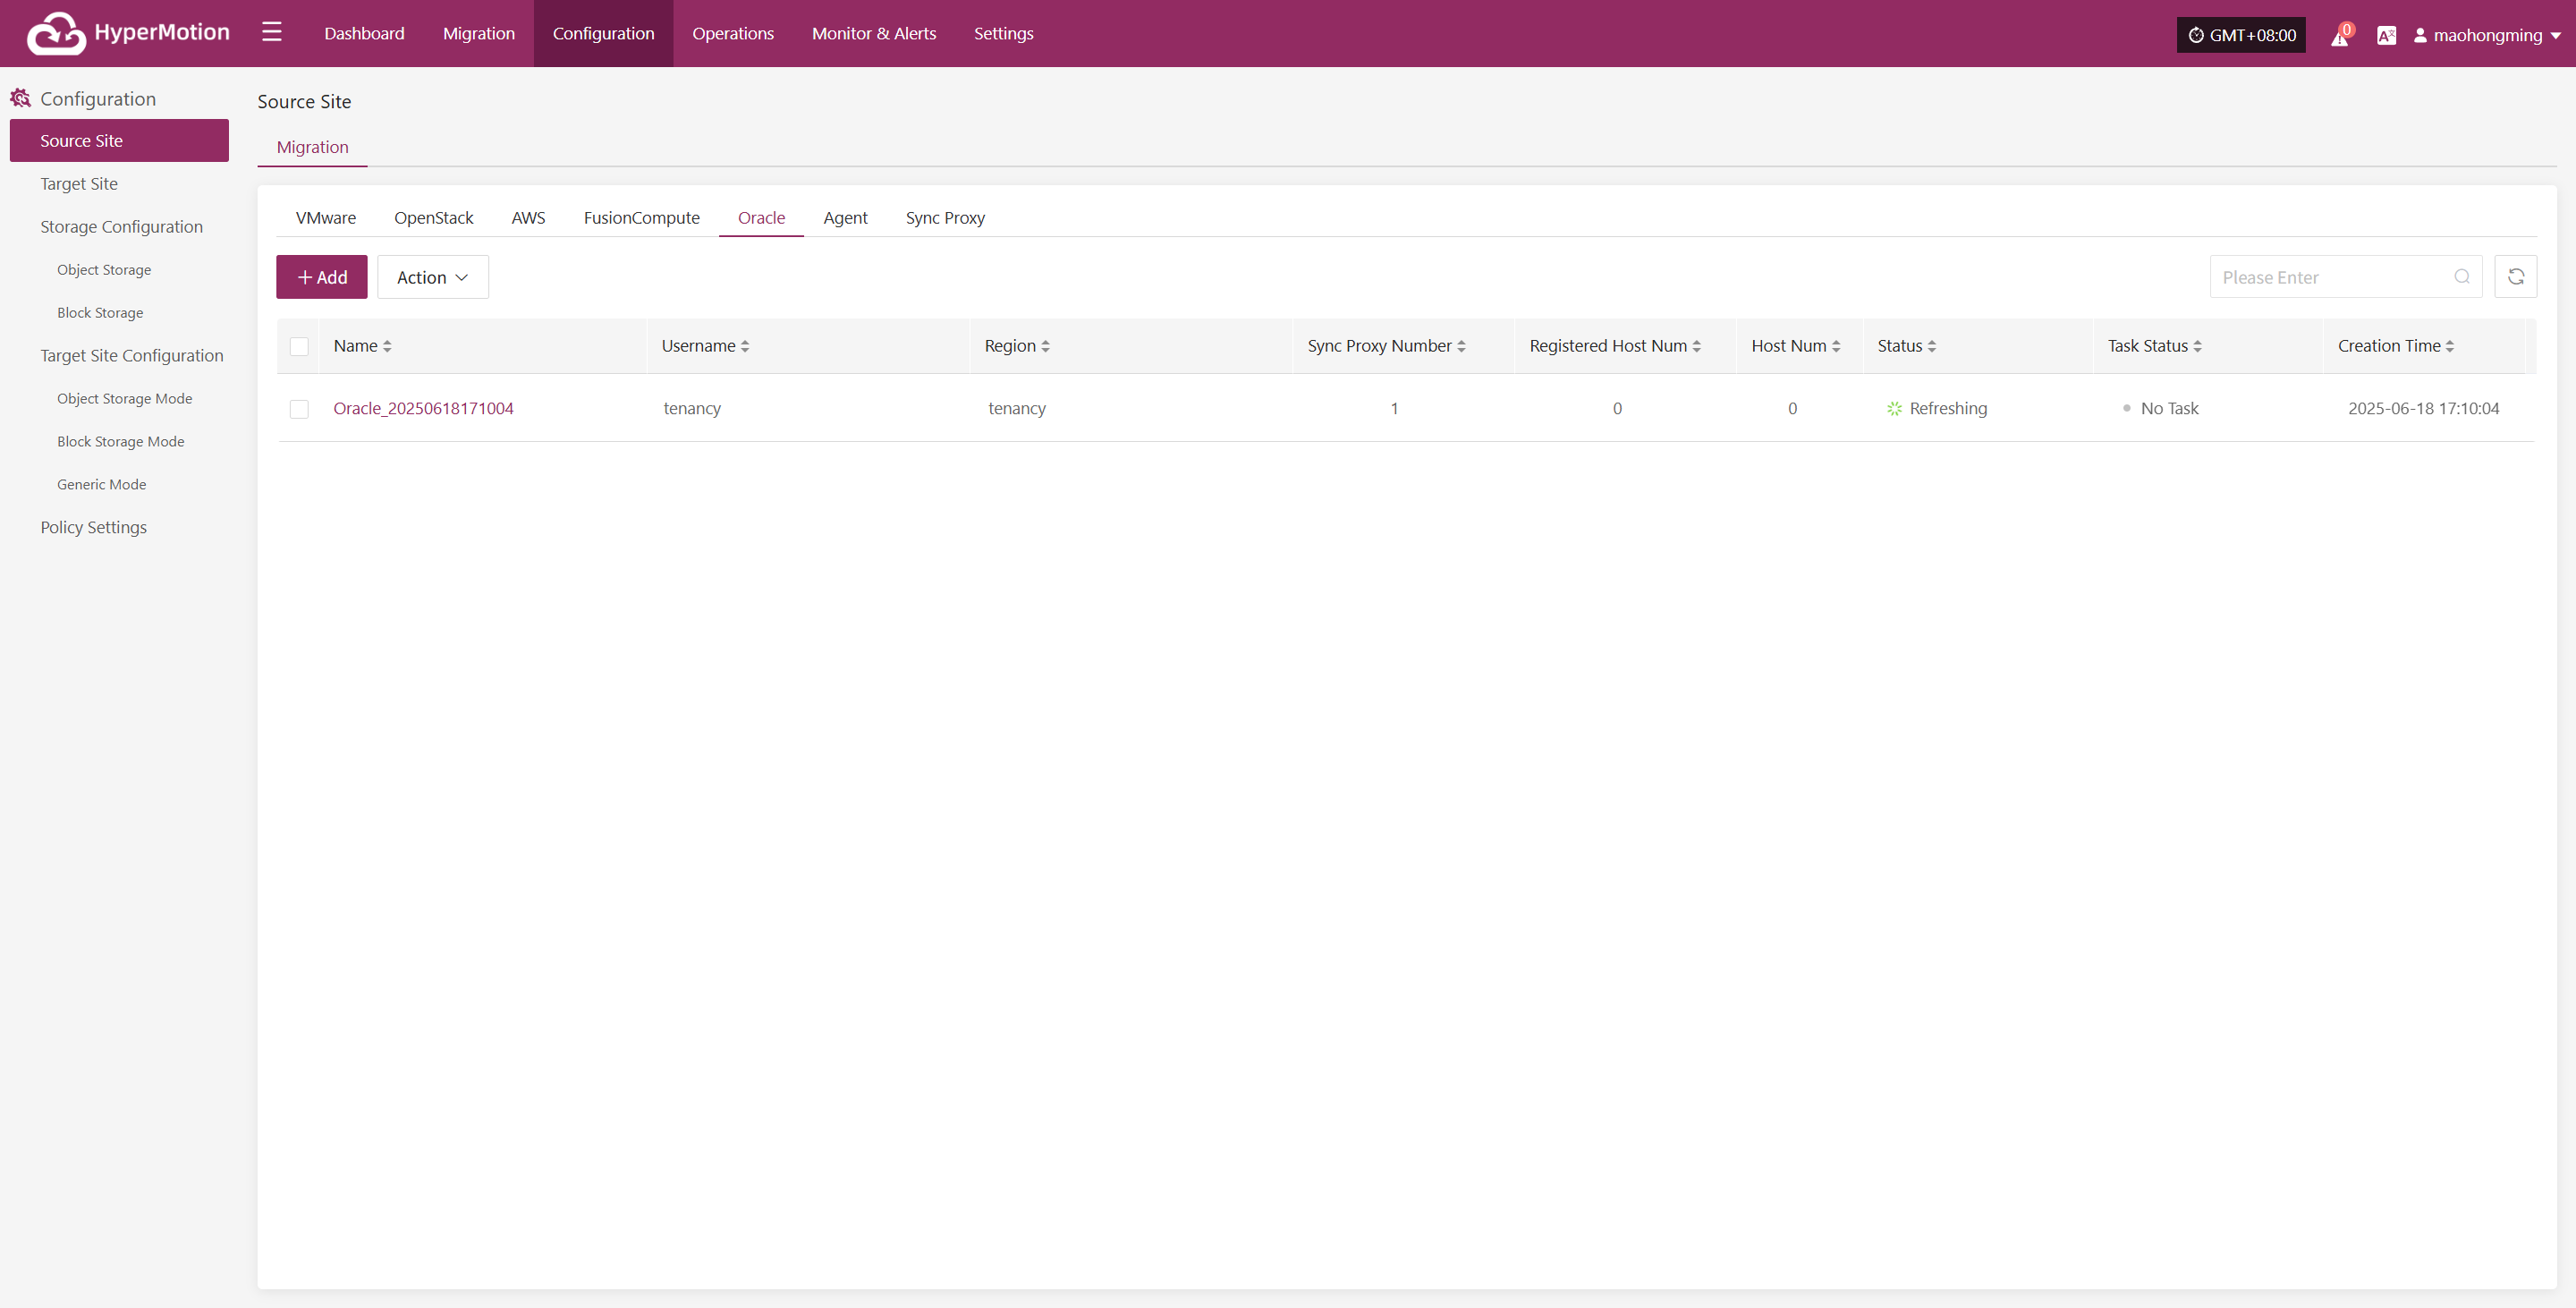 HyperMotion
Dashboard Migration Configuration Operations Monitor & Alerts Settings
GMT+08:00 0 maohongming
Configuration
Source Site
Target Site
Storage Configuration
Object Storage
Block Storage
Target Site Configuration
Object Storage Mode
Block Storage Mode
Generic Mode
Policy Settings
Source Site
Migration
VMware OpenStack AWS FusionCompute Oracle Agent Sync Proxy
Add Action
Please Enter
Name Username Region Sync Proxy Number Registered Host Num Host Num Status Task Status Creation Time
Oracle_20250618171004 tenancy tenancy 1 0 0 Refreshing No Task 2025-06-18 17:10:04